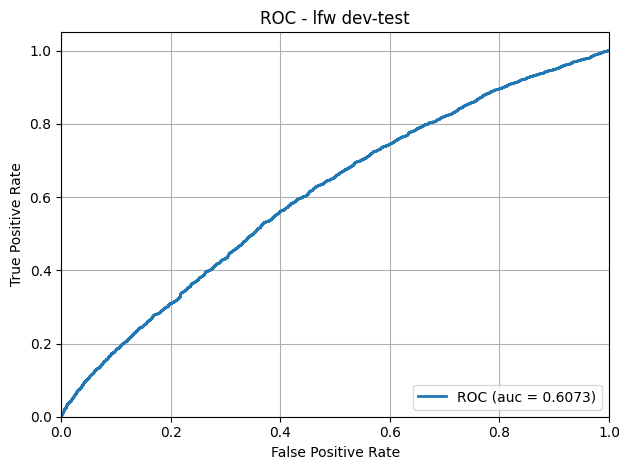 ROC - lfw dev-test
True Positive Rate
1.0
0.8
0.6
0.4
0.2
0.0
0.0 0.2 0.4 0.6 0.8 1.0
False Positive Rate
ROC (auc = 0.6073)